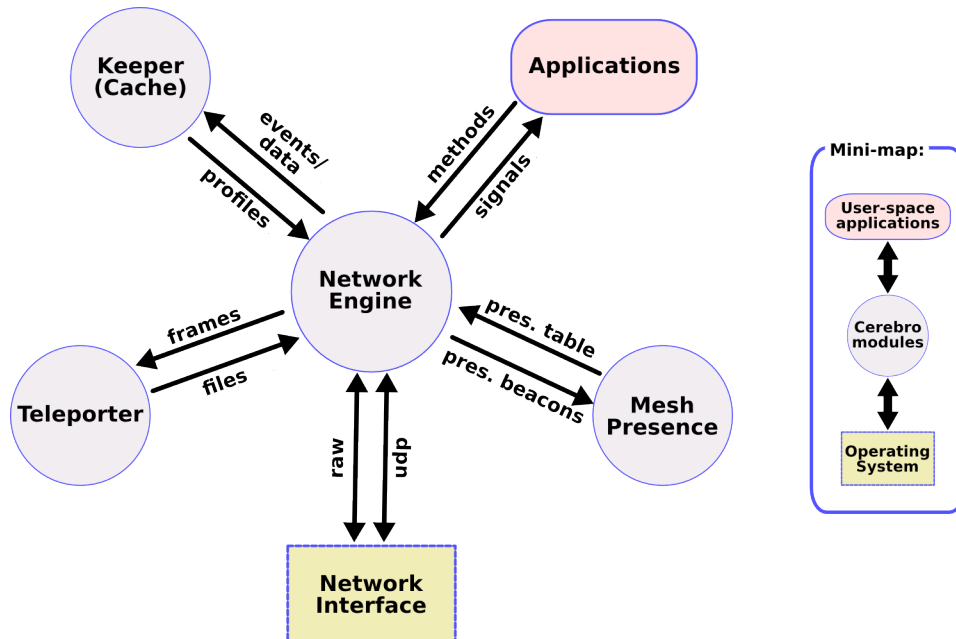 Keeper
(Cache)
Applications
events/
data
profiles
methods
signals
Mini-map:
User-space
applications
Network
Engine
frames
files
pres. table
pres. beacons
Cerebro
modules
Teleporter
Mesh
Presence
raw
udp
Operating
System
Network
Interface